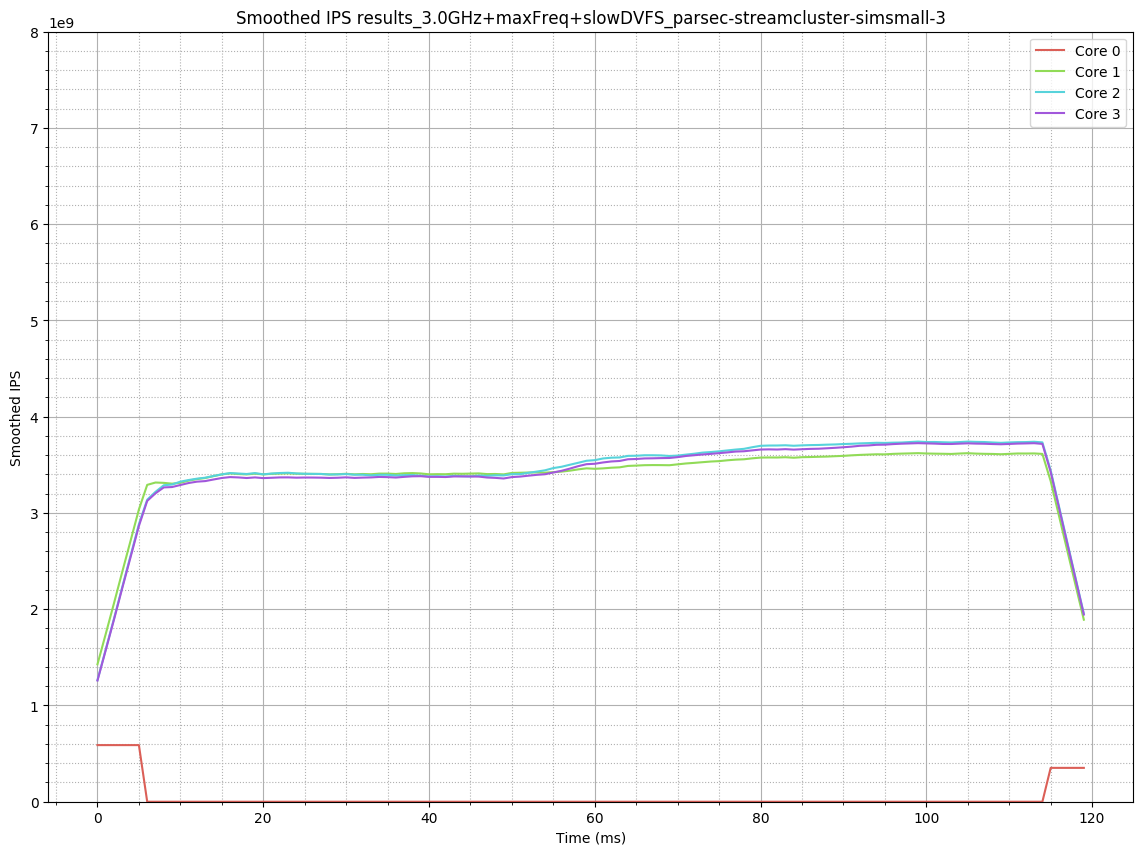 Smoothed IPS results_3.0GHz+maxFreq+slowDVFS_parsec-streamcluster-simsmall-3
1e9
8
7
6
5
4
3
2
1
0
Smoothed IPS
Core 0
Core 1
Core 2
Core 3
0 20 40 60 80 100 120
Time (ms)